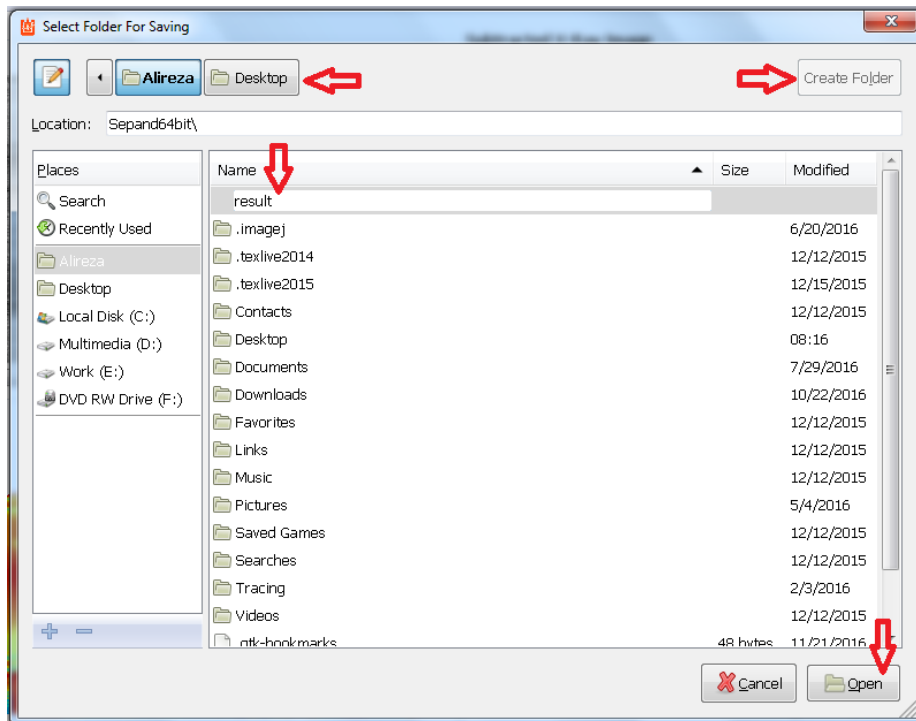 Select Folder For Saving
Alireza Desktop Create Folder
Location: Sepand64bit\
Places Name Size Modified
Search result
Recently Used .imagej 6/20/2016
Alireza .texlive2014 12/12/2015
Desktop .texlive2015 12/15/2015
Local Disk (C:) Contacts 12/12/2015
Multimedia (D:) Desktop 08:16
Work (E:) Documents 7/29/2016
DVD RW Drive (F:) Downloads 10/22/2016
Favorites 12/12/2015
Links 12/12/2015
Music 12/12/2015
Pictures 5/4/2016
Saved Games 12/12/2015
Searches 12/12/2015
Tracing 2/3/2016
Videos 12/12/2015
.gtk-bookmarks 48 bytes 11/21/2016
Cancel Open